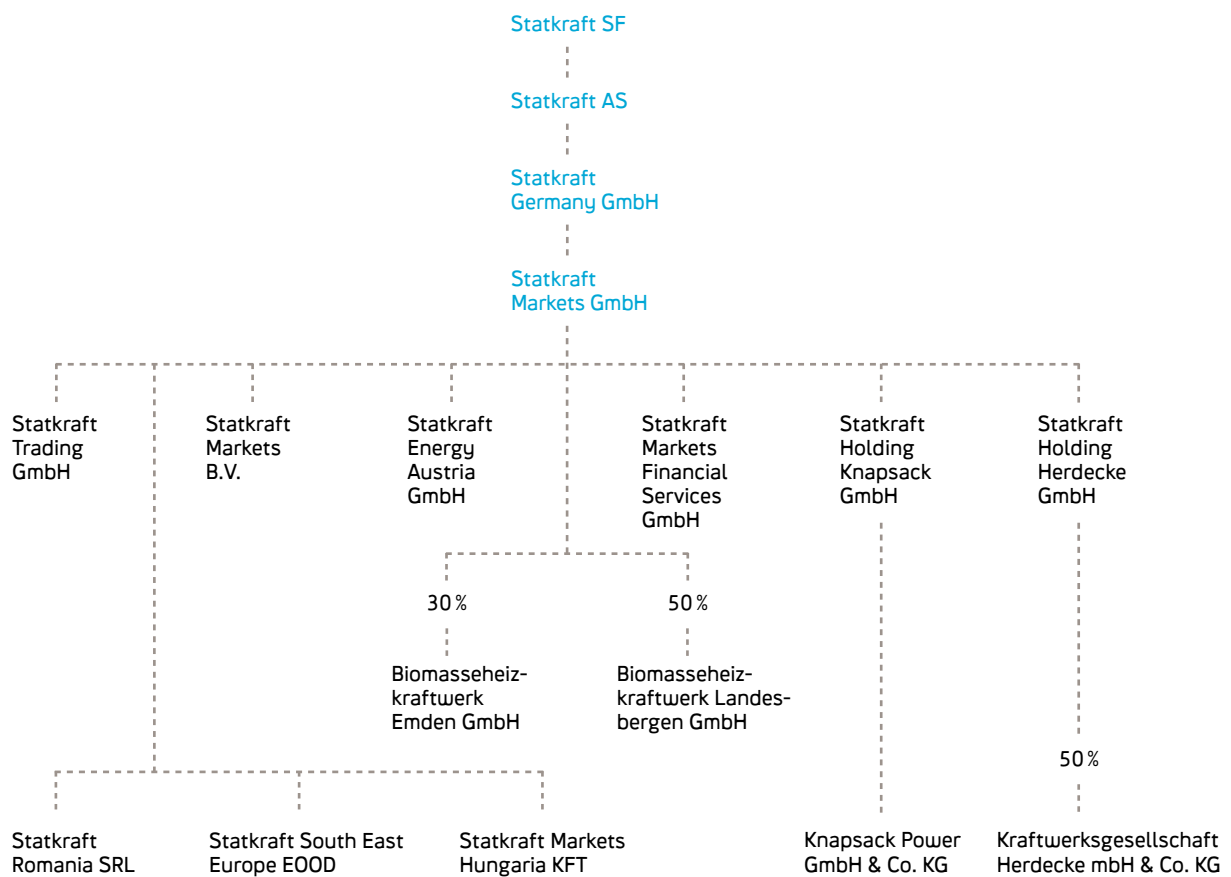 Statkraft SF
Statkraft AS
Statkraft
Germany GmbH
Statkraft
Markets GmbH
Statkraft
Trading
GmbH
Statkraft
Markets
B.V.
Statkraft
Energy
Austria
GmbH
Statkraft
Markets
Financial
Services
GmbH
Statkraft
Holding
Knapsack
GmbH
Statkraft
Holding
Herdecke
GmbH
30 %
50 %
Biomasseheiz-
kraftwerk
Emden GmbH
Biomasseheiz-
kraftwerk Landes-
bergen GmbH
50 %
Statkraft
Romania SRL
Statkraft South East
Europe EOOD
Statkraft Markets
Hungaria KFT
Knapsack Power
GmbH & Co. KG
Kraftwerksgesellschaft
Herdecke mbH & Co. KG